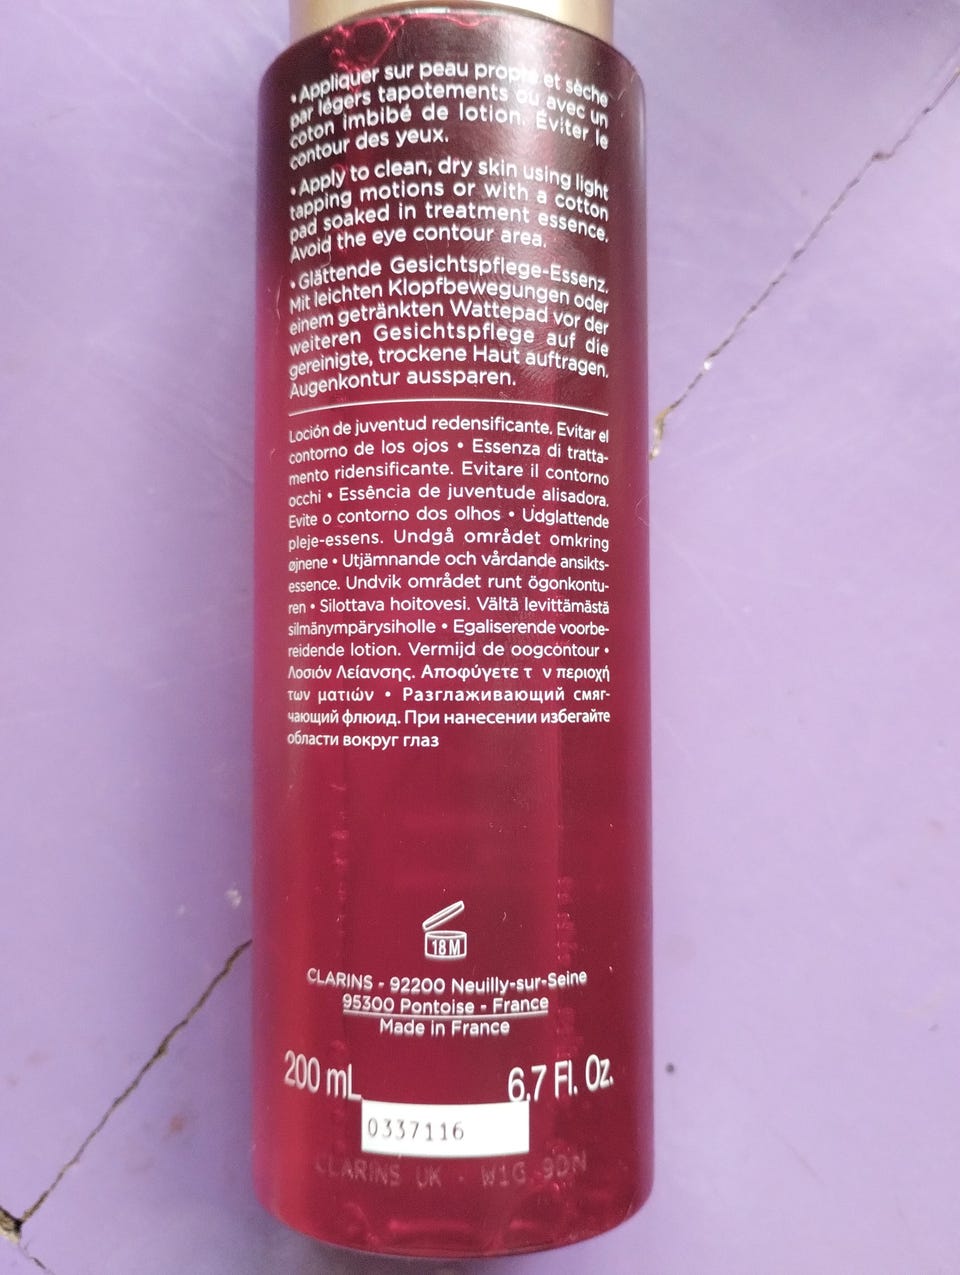 • Appliquer sur peau propre et sèche
par légers tapotements ou avec un
coton imbibé de lotion. Éviter le
contour des yeux.
• Apply to clean, dry skin using light
tapping motions or with a cotton
pad soaked in treatment essence.
Avoid the eye contour area.
• Glättende Gesichtspflege-Essenz.
Mit leichten Klopfbewegungen oder
einem getränkten Wattepad vor der
weiteren Gesichtspflege auf die
gereinigte, trockene Haut auftragen.
Augenkontur aussparen.
Loción de juventud redensificante. Evitar el
contorno de los ojos • Essenza di tratta-
mento ridensificante. Evitare il contorno
occhi • Essência de juventude alisadora.
Evite o contorno dos olhos • Udglattende
pleje-essens. Undgå området omkring
øjnene • Utjämnande och vårdande ansikts-
essence. Undvik området runt ögonkontu-
ren • Silottava hoitovesi. Vältä levittämästä
silmänympärysiholle • Egaliserende voorbe-
reidende lotion. Vermijd de oogcontour •
Λοσιόν Λείανσης. Αποφύγετε τ ν περιοχή
των ματιών • Разглаживающий смяг-
чающий флюид. При нанесении избегайте
области вокруг глаз
18 M
CLARINS - 92200 Neuilly-sur-Seine
95300 Pontoise - France
Made in France
200 mL 6.7 Fl. Oz.
0337116
CLARINS UK - W1G 9DN